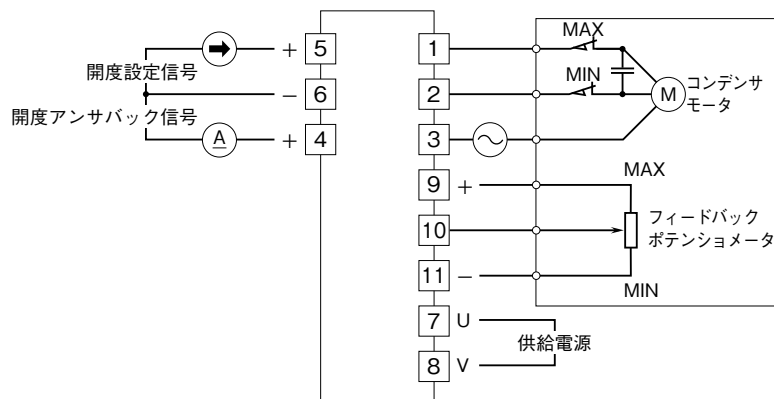 開度設定信号
開度アンサバック信号
+ 5
− 6
A + 4
1
2
3
9 +
10
11 −
7 U
8 V
供給電源
MAX
MIN
M
コンデンサ
モータ
MAX
フィードバック
ポテンショメータ
MIN